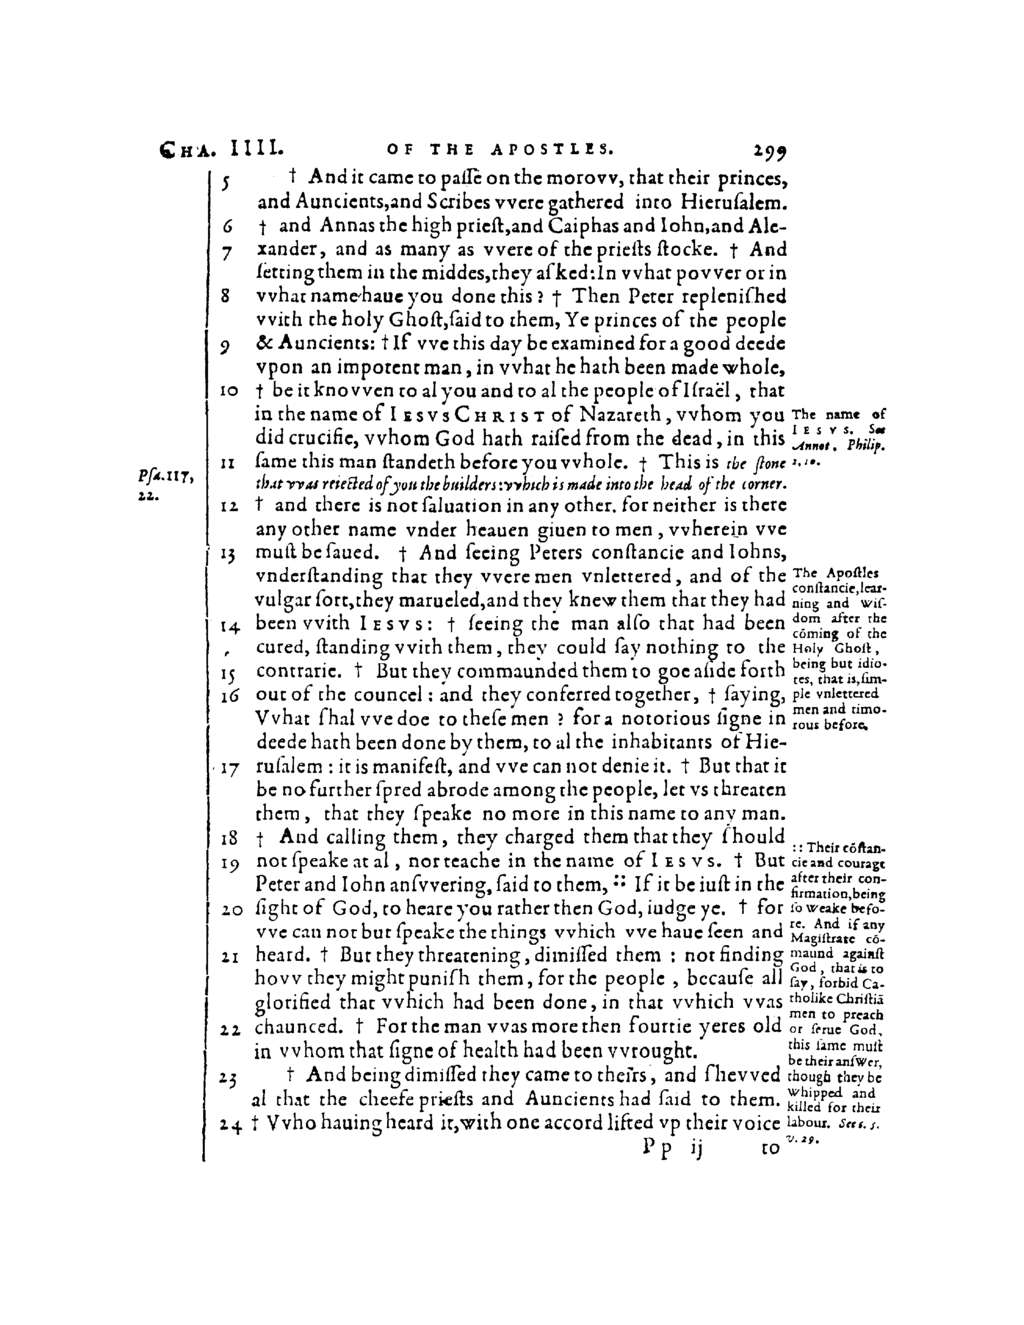 CHA. IIII. OF THE APOSTLES. 299
5 † And it came to paſſe on the morovv, that their princes,
and Auncients, and Scribes vvere gathered into Hieruſalem.
6 † and Annas the high prieſt, and Caiphas and Iohn, and Ale-
7 xander, and as many as vvere of the prieſts ſtocke. † And
ſetting them in the middes, they aſked: In vvhat povver or in
8 vvhat name haue you done this? † Then Peter repleniſhed
vvith the holy Ghoſt, ſaid to them, Ye princes of the people
9 & Auncients: † If vve this day be examined for a good deede
vpon an impotent man, in vvhat he hath been made whole,
10 † be it knovven to al you and to al the people of Iſraël, that
in the name of IESVS CHRIST of Nazareth, vvhom you
did crucifie, vvhom God hath raiſed from the dead, in this
11 ſame this man ſtandeth before you vvhole. † This is the ſtone
that vvas reiected of you the builders: vvhich is made into the head of the corner.
12 † and there is not ſaluation in any other. for neither is there
any other name vnder heauen giuen to men, vvherein vve
13 muſt be ſaued. † And ſeeing Peters conſtancie and Iohns,
vnderſtanding that they vvere men vnlettered, and of the
vulgar ſort, they marueled, and they knew them that they had
14 been vvith IESVS: † ſeeing the man alſo that had been
cured, ſtanding vvith them, they could ſay nothing to the
15 contrarie. † But they commaunded them to goe aſide forth
16 out of the councel: and they conferred together, † ſaying,
Vvhat ſhal vve doe to theſe men? for a notorious ſigne in
deede hath been done by them, to al the inhabitants of Hie-
17 ruſalem: it is manifeſt, and vve can not denie it. † But that it
be no further ſpred abrode among the people, let vs threaten
them, that they ſpeake no more in this name to any man.
18 † And calling them, they charged them that they ſhould
19 not ſpeake at al, nor teache in the name of IESVS. † But
Peter and Iohn anſvvering, ſaid to them, :: If it be iuſt in the
20 ſight of God, to heare you rather then God, iudge ye. † for
vve can not but ſpeake the things vvhich vve haue ſeen and
21 heard. † But they threatening, dimiſſed them: not finding
hovv they might puniſh them, for the people, becauſe all
glorified that vvhich had been done, in that vvhich vvas
22 chaunced. † For the man vvas more then fourtie yeres old
in vvhom that ſigne of health had been vvrought.
23 † And being dimiſſed they came to theirs, and ſhevved
al that the cheefe prieſts and Auncients had ſaid to them.
24 † Vvho hauing heard it, with one accord lifted vp their voice
Pp ij to
Pſa. 117,
22.
The name of
IESVS. See
Annot. Philip.
2, 10.
The Apoſtles
conſtancie, lear-
ning and wiſ-
dom after the
cōming of the
Holy Ghoſt,
being but idio-
tes, that is, ſim-
ple vnlettered
men and timo-
rous before.
:: Their cōſtan-
cie and courage
after their con-
firmation, being
ſo weake befo-
re. And if any
Magiſtrate cō-
maund againſt
God, that is to
ſay, forbid Ca-
tholike Chriſtiā
men to preach
or ſerue God,
this ſame muſt
be their anſwer,
though they be
whipped and
killed for their
labour. See c. 5.
v. 29.